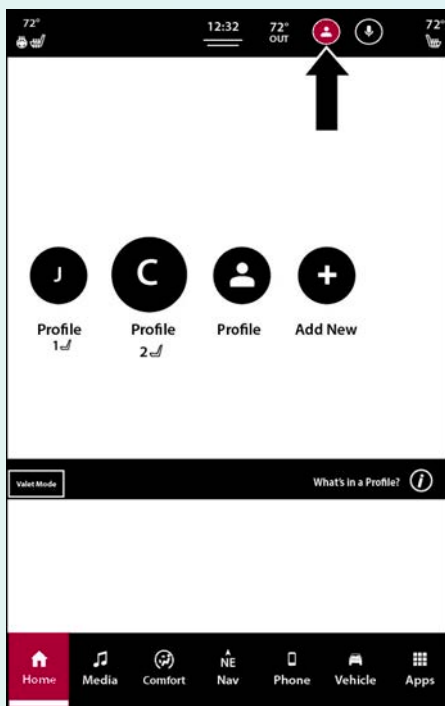 72°
12:32
72°
OUT
72°
J
C
Profile
1
Profile
2
Profile
Add New
Valet Mode
What's in a Profile?
i
Home
Media
Comfort
NE
Nav
Phone
Vehicle
Apps